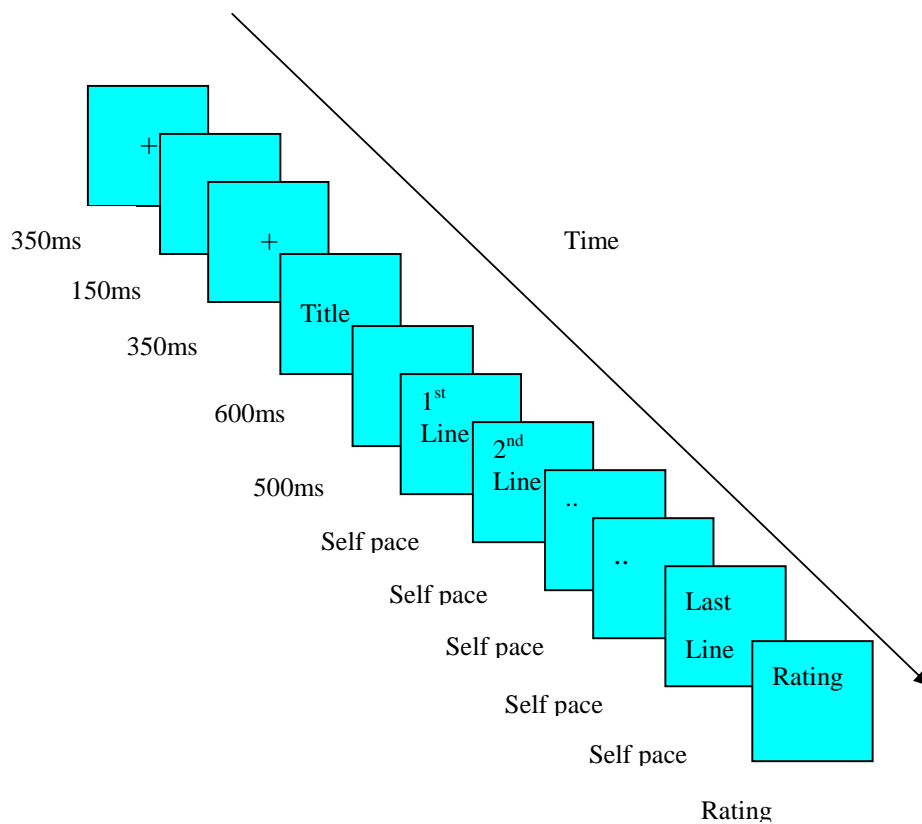 +
+
350ms
Time
150ms
Title
350ms
1st
Line
600ms
2nd
Line
500ms
..
Self pace
..
Self pace
Last
Line
Self pace
Rating
Self pace
Self pace
Rating